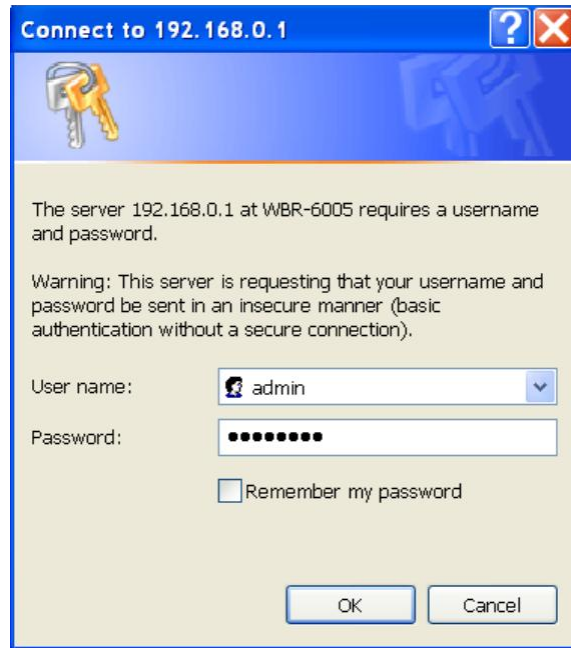 Connect to 192.168.0.1
The server 192.168.0.1 at WBR-6005 requires a username
and password.
Warning: This server is requesting that your username and
password be sent in an insecure manner (basic
authentication without a secure connection).
User name:
admin
Password:
●●●●●●●●
Remember my password
OK
Cancel